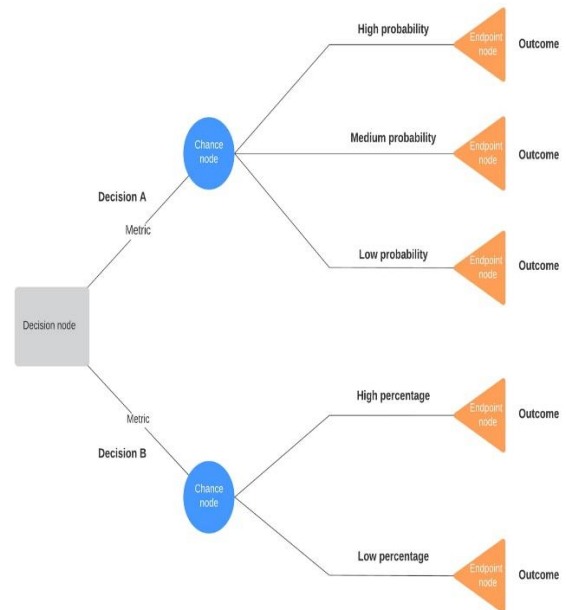 High probability
Endpoint
node
Outcome
Chance
node
Medium probability
Endpoint
node
Outcome
Decision A
Metric
Low probability
Endpoint
node
Outcome
Decision node
High percentage
Endpoint
node
Outcome
Metric
Decision B
Chance
node
Low percentage
Endpoint
node
Outcome